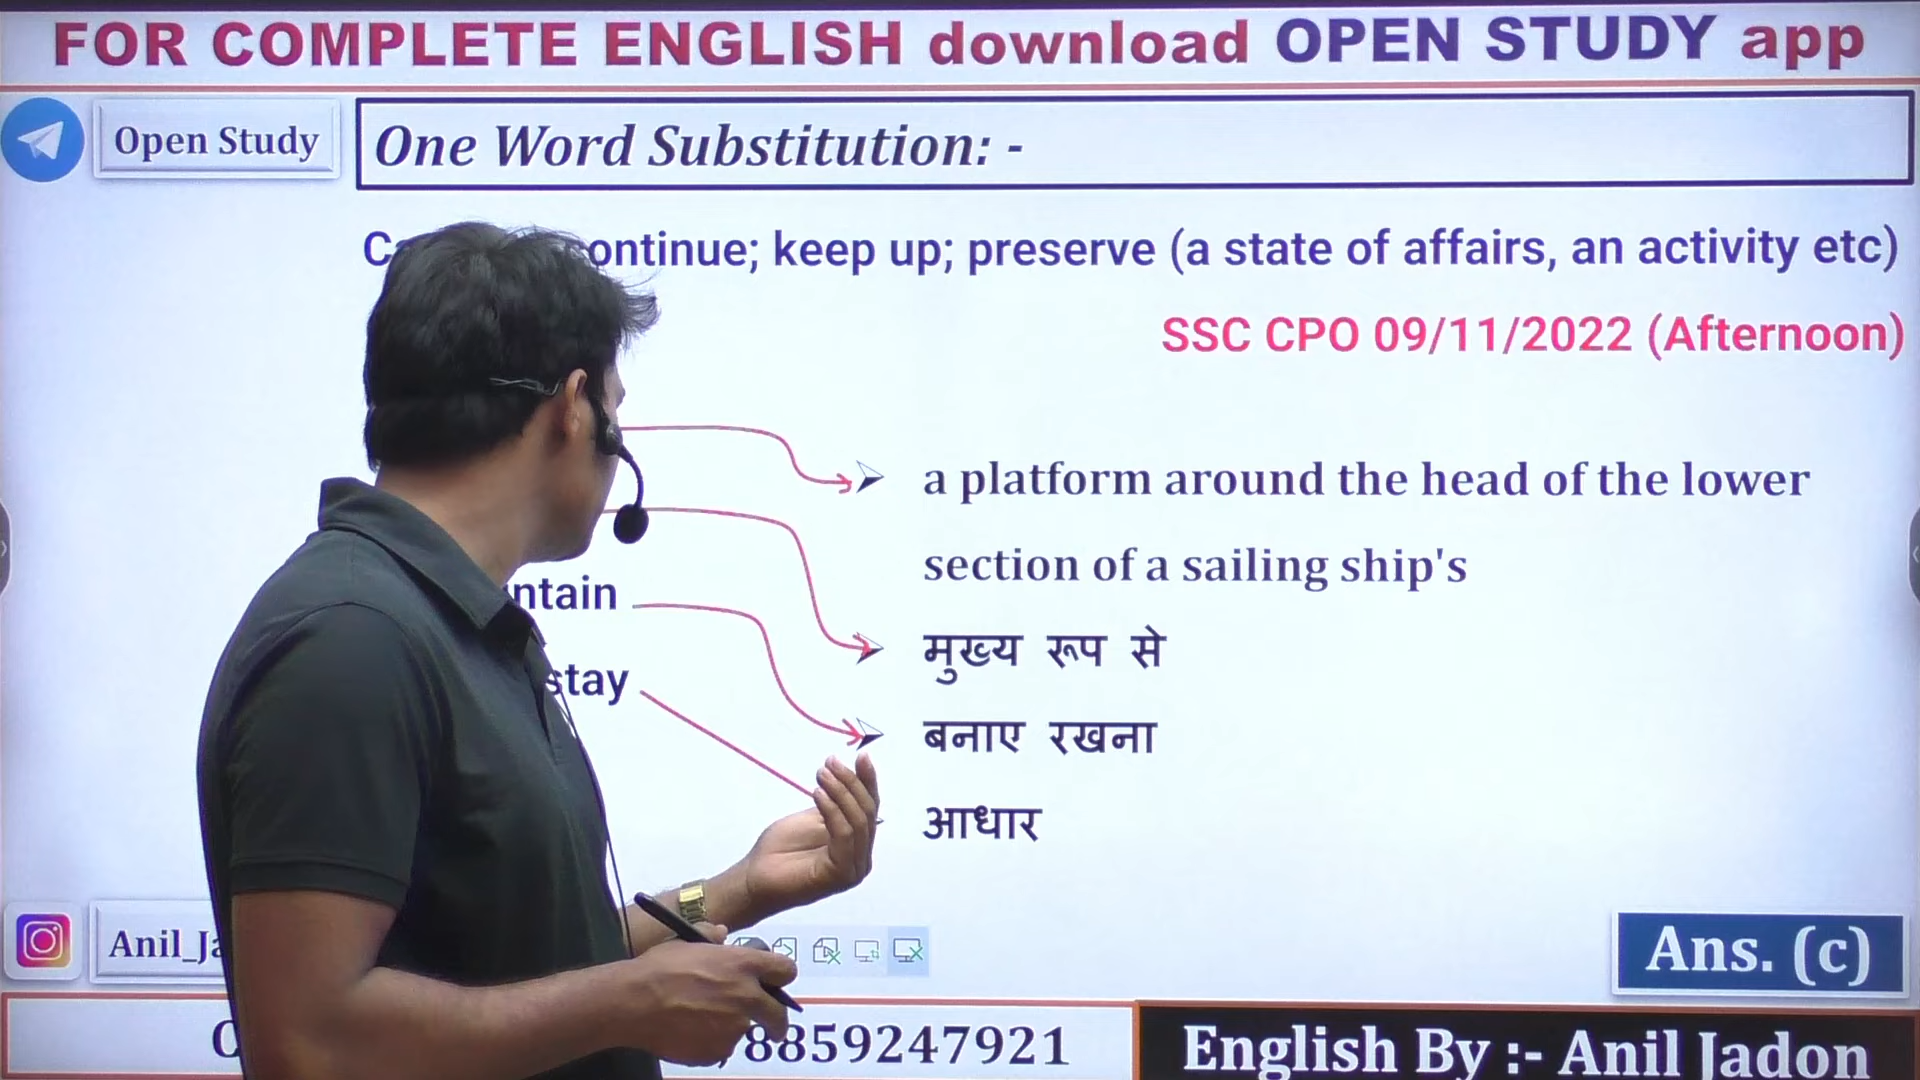 FOR COMPLETE ENGLISH download OPEN STUDY app
Open Study
One Word Substitution: -
continue; keep up; preserve (a state of affairs, an activity etc)
SSC CPO 09/11/2022 (Afternoon)
a platform around the head of the lower
section of a sailing ship's
मुख्य रूप से
ntain
बनाए रखना
stay
आधार
Anil_Ja
Ans. (c)
8859247921
English By :- Anil Jadon